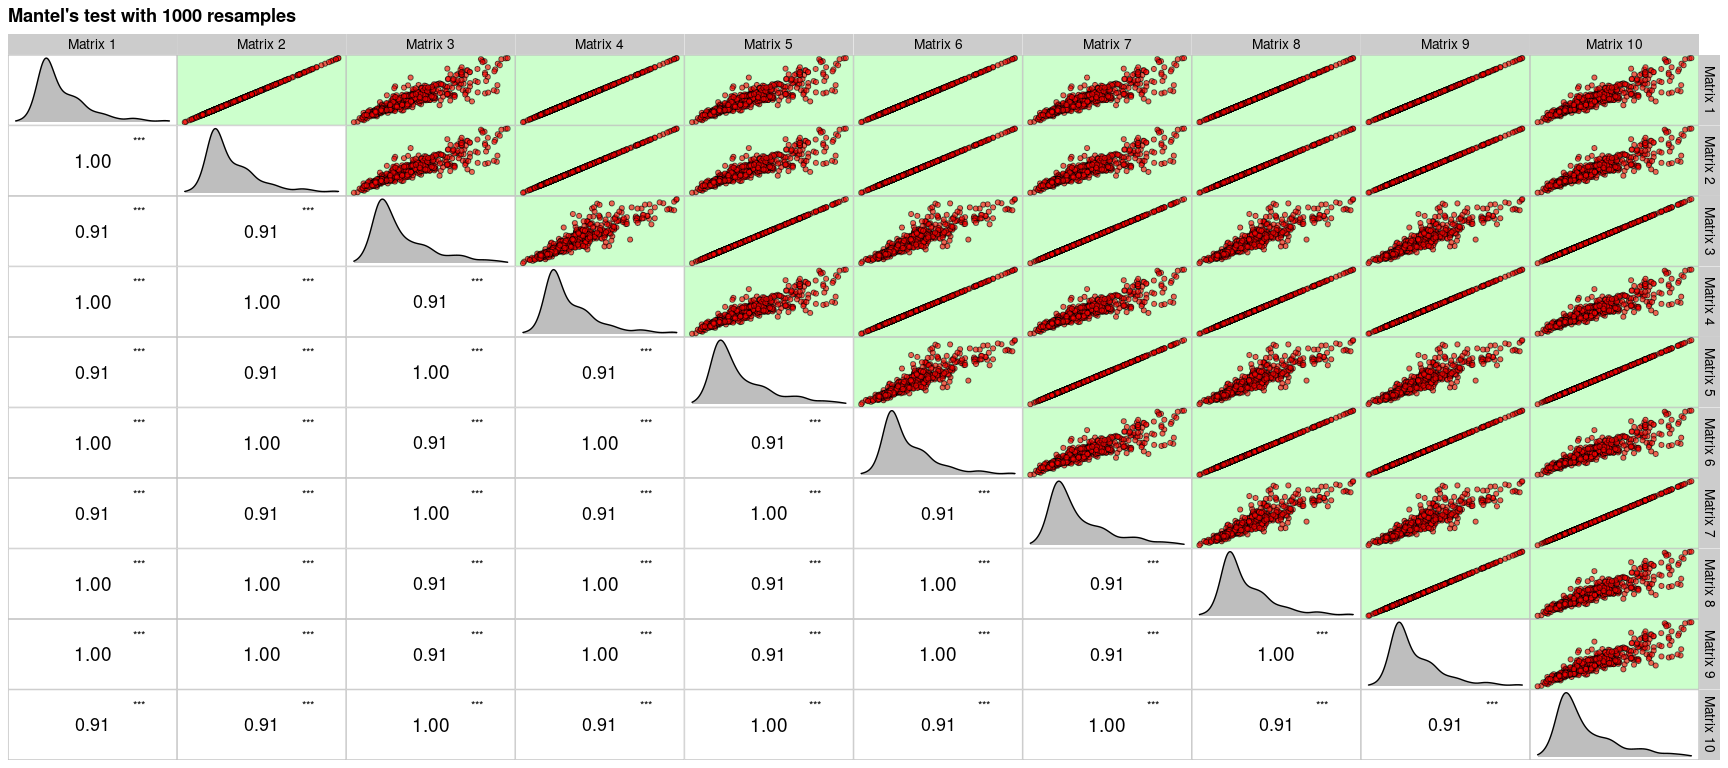 Mantel's test with 1000 resamples
Matrix 1 Matrix 2 Matrix 3 Matrix 4 Matrix 5 Matrix 6 Matrix 7 Matrix 8 Matrix 9 Matrix 10
Matrix 1
***
1.00
Matrix 2
*** ***
0.91 0.91
Matrix 3
*** *** ***
1.00 1.00 0.91
Matrix 4
*** *** *** ***
0.91 0.91 1.00 0.91
Matrix 5
*** *** *** *** ***
1.00 1.00 0.91 1.00 0.91
Matrix 6
*** *** *** *** *** ***
0.91 0.91 1.00 0.91 1.00 0.91
Matrix 7
*** *** *** *** *** *** ***
1.00 1.00 0.91 1.00 0.91 1.00 0.91
Matrix 8
*** *** *** *** *** *** *** ***
1.00 1.00 0.91 1.00 0.91 1.00 0.91 1.00
Matrix 9
*** *** *** *** *** *** *** *** ***
0.91 0.91 1.00 0.91 1.00 0.91 1.00 0.91 0.91
Matrix 10